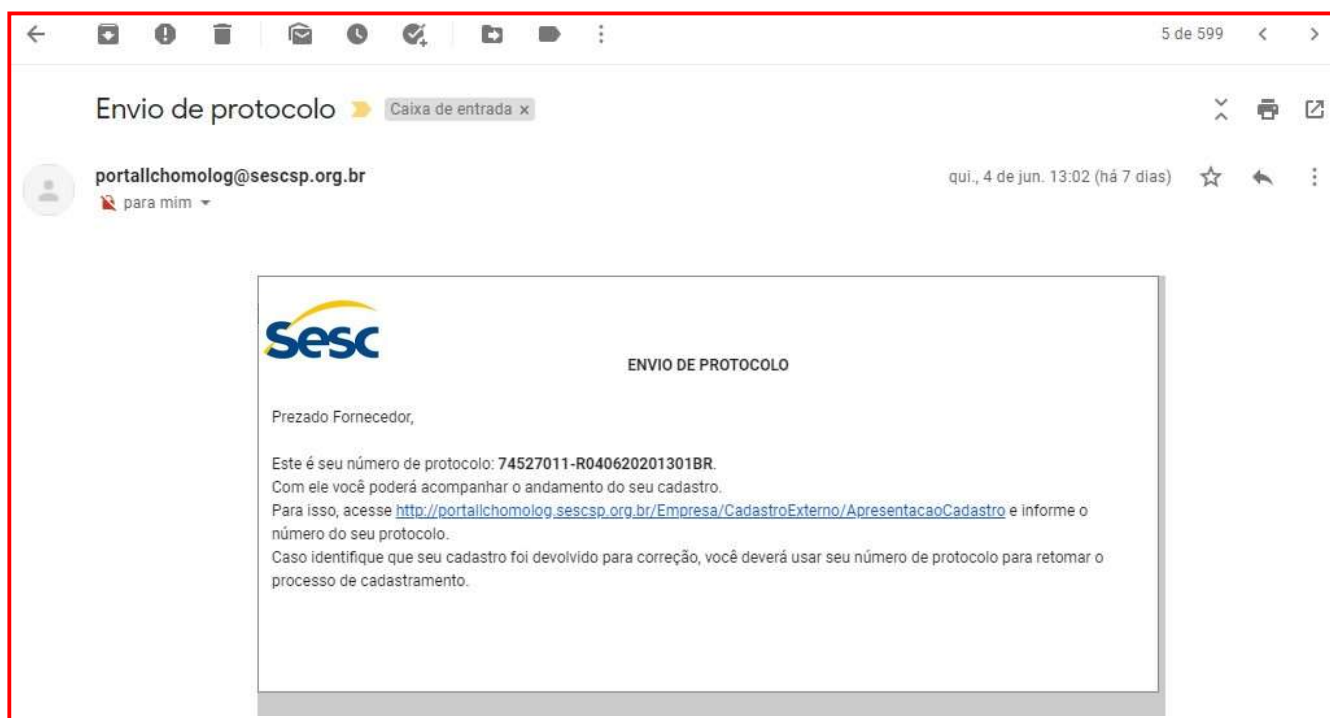 5 de 599
Envio de protocolo
Caixa de entrada x
portallchomolog@sescsp.org.br
qui., 4 de jun. 13:02 (há 7 dias)
para mim
Sesc
ENVIO DE PROTOCOLO
Prezado Fornecedor,
Este é seu número de protocolo: 74527011-R040620201301BR.
Com ele você poderá acompanhar o andamento do seu cadastro.
Para isso, acesse http://portallchomolog.sescsp.org.br/Empresa/CadastroExterno/ApresentacaoCadastro e informe o
número do seu protocolo.
Caso identifique que seu cadastro foi devolvido para correção, você deverá usar seu número de protocolo para retomar o
processo de cadastramento.